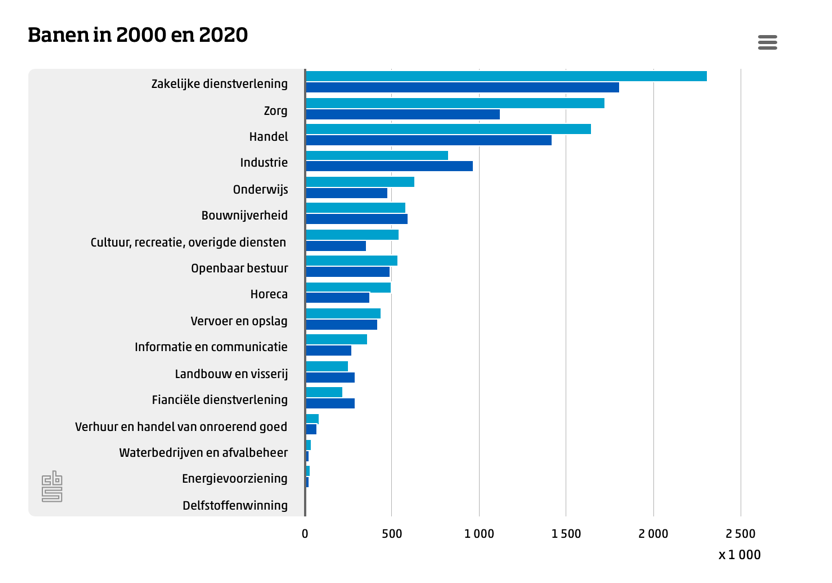 Banen in 2000 en 2020
Zakelijke dienstverlening
Zorg
Handel
Industrie
Onderwijs
Bouwnijverheid
Cultuur, recreatie, overigde diensten
Openbaar bestuur
Horeca
Vervoer en opslag
Informatie en communicatie
Landbouw en visserij
Fianciële dienstverlening
Verhuur en handel van onroerend goed
Waterbedrijven en afvalbeheer
Energievoorziening
Delfstoffenwinning
0 500 1 000 1 500 2 000 2 500
x 1 000
cbs